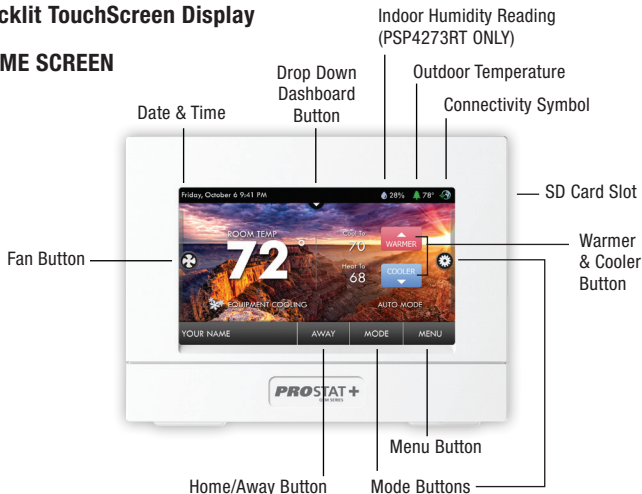 cklit TouchScreen Display
ME SCREEN
Indoor Humidity Reading
(PSP4273RT ONLY)
Drop Down
Dashboard
Button
Outdoor Temperature
Date & Time
Connectivity Symbol
SD Card Slot
Warmer
& Cooler
Button
Fan Button
Friday, October 6 9:41 PM
28%
78°
ROOM TEMP
72°
Cool To
70
WARMER
Heat To
68
COOLER
EQUIPMENT COOLING
AUTO MODE
YOUR NAME
AWAY
MODE
MENU
PROSTAT+
OEM SERIES
Menu Button
Home/Away Button
Mode Buttons